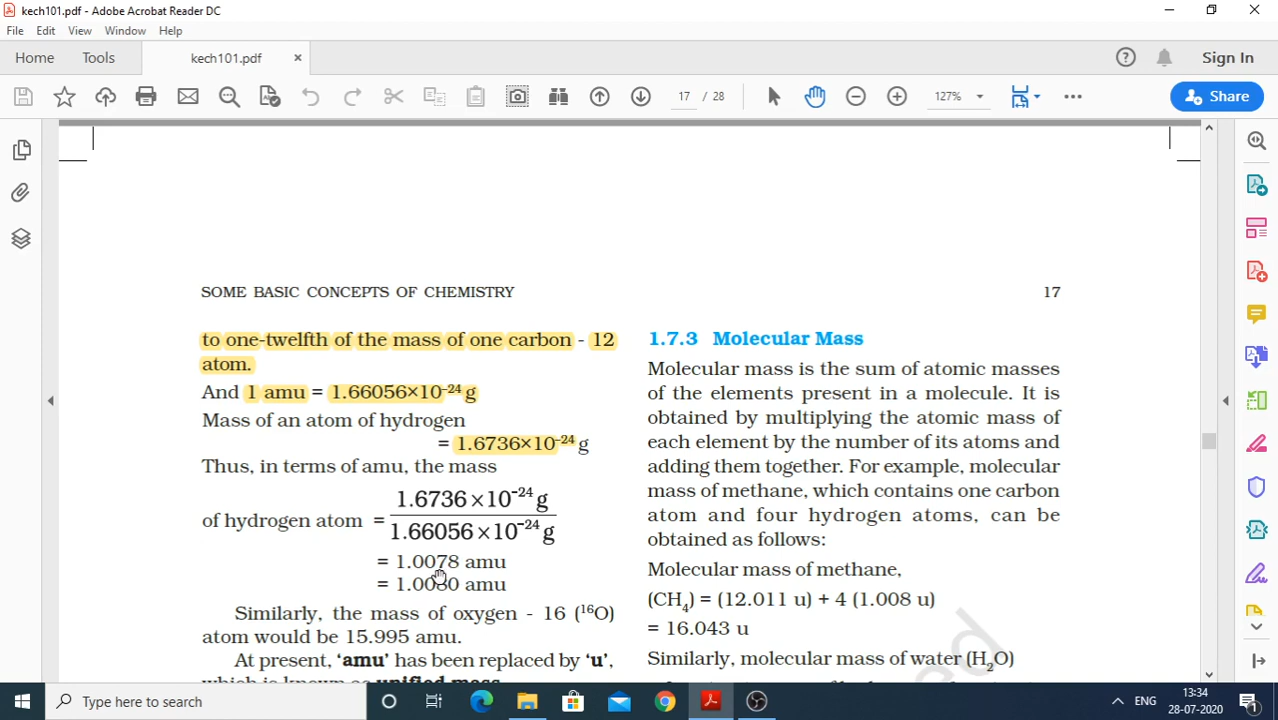 kech101.pdf - Adobe Acrobat Reader DC
File Edit View Window Help
Home Tools kech101.pdf × Sign In
17 / 28 127% Share
SOME BASIC CONCEPTS OF CHEMISTRY 17
to one-twelfth of the mass of one carbon - 12
atom.
And 1 amu = 1.66056×10⁻²⁴ g
Mass of an atom of hydrogen
= 1.6736×10⁻²⁴ g
Thus, in terms of amu, the mass
of hydrogen atom = 1.6736 ×10⁻²⁴ g
1.66056 ×10⁻²⁴ g
= 1.0078 amu
= 1.0080 amu
Similarly, the mass of oxygen - 16 (¹⁶O)
atom would be 15.995 amu.
At present, ‘amu’ has been replaced by ‘u’,
which is known as unified mass
1.7.3 Molecular Mass
Molecular mass is the sum of atomic masses
of the elements present in a molecule. It is
obtained by multiplying the atomic mass of
each element by the number of its atoms and
adding them together. For example, molecular
mass of methane, which contains one carbon
atom and four hydrogen atoms, can be
obtained as follows:
Molecular mass of methane,
(CH₄) = (12.011 u) + 4 (1.008 u)
= 16.043 u
Similarly, molecular mass of water (H₂O)
Type here to search
ENG
13:34
28-07-2020
1